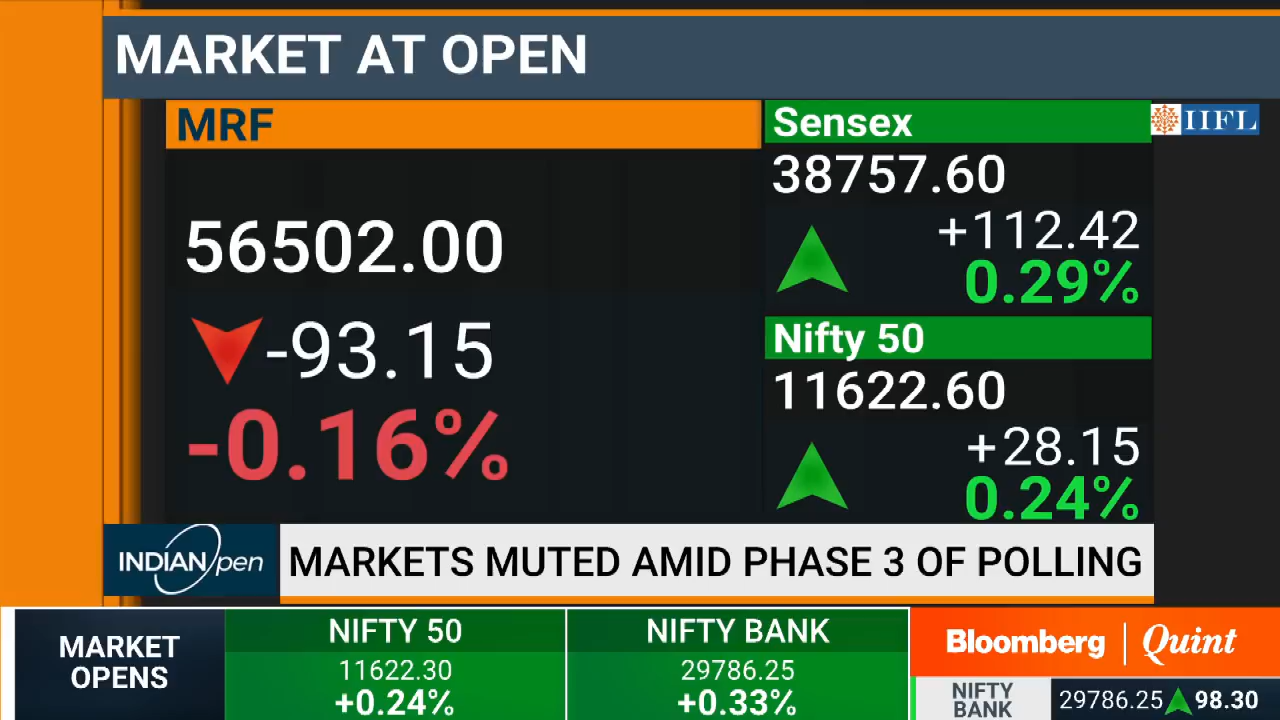 MARKET AT OPEN
MRF
56502.00
-93.15
-0.16%
Sensex
38757.60
+112.42
0.29%
Nifty 50
11622.60
+28.15
0.24%
IIFL
INDIAN Open
MARKETS MUTED AMID PHASE 3 OF POLLING
MARKET
OPENS
NIFTY 50
11622.30
+0.24%
NIFTY BANK
29786.25
+0.33%
Bloomberg | Quint
NIFTY
BANK
29786.25 98.30